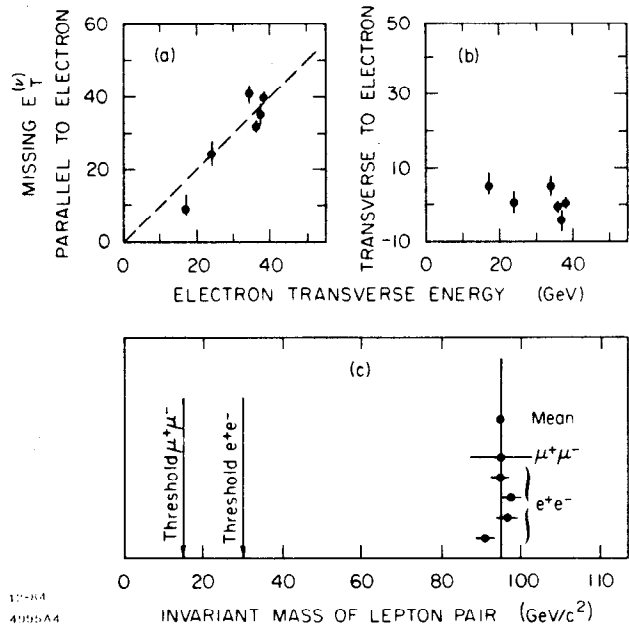 60
40
20
0
MISSING E_T^(ν)
PARALLEL TO ELECTRON
(a)
0 20 40
50
30
10
-10
TRANSVERSE TO ELECTRON
(b)
0 20 40
ELECTRON TRANSVERSE ENERGY (GeV)
(c)
Threshold μ+μ-
Threshold e+e-
Mean
μ+μ-
e+e-
0 20 40 60 80 100 110
INVARIANT MASS OF LEPTON PAIR (GeV/c²)
12-84
4995A4